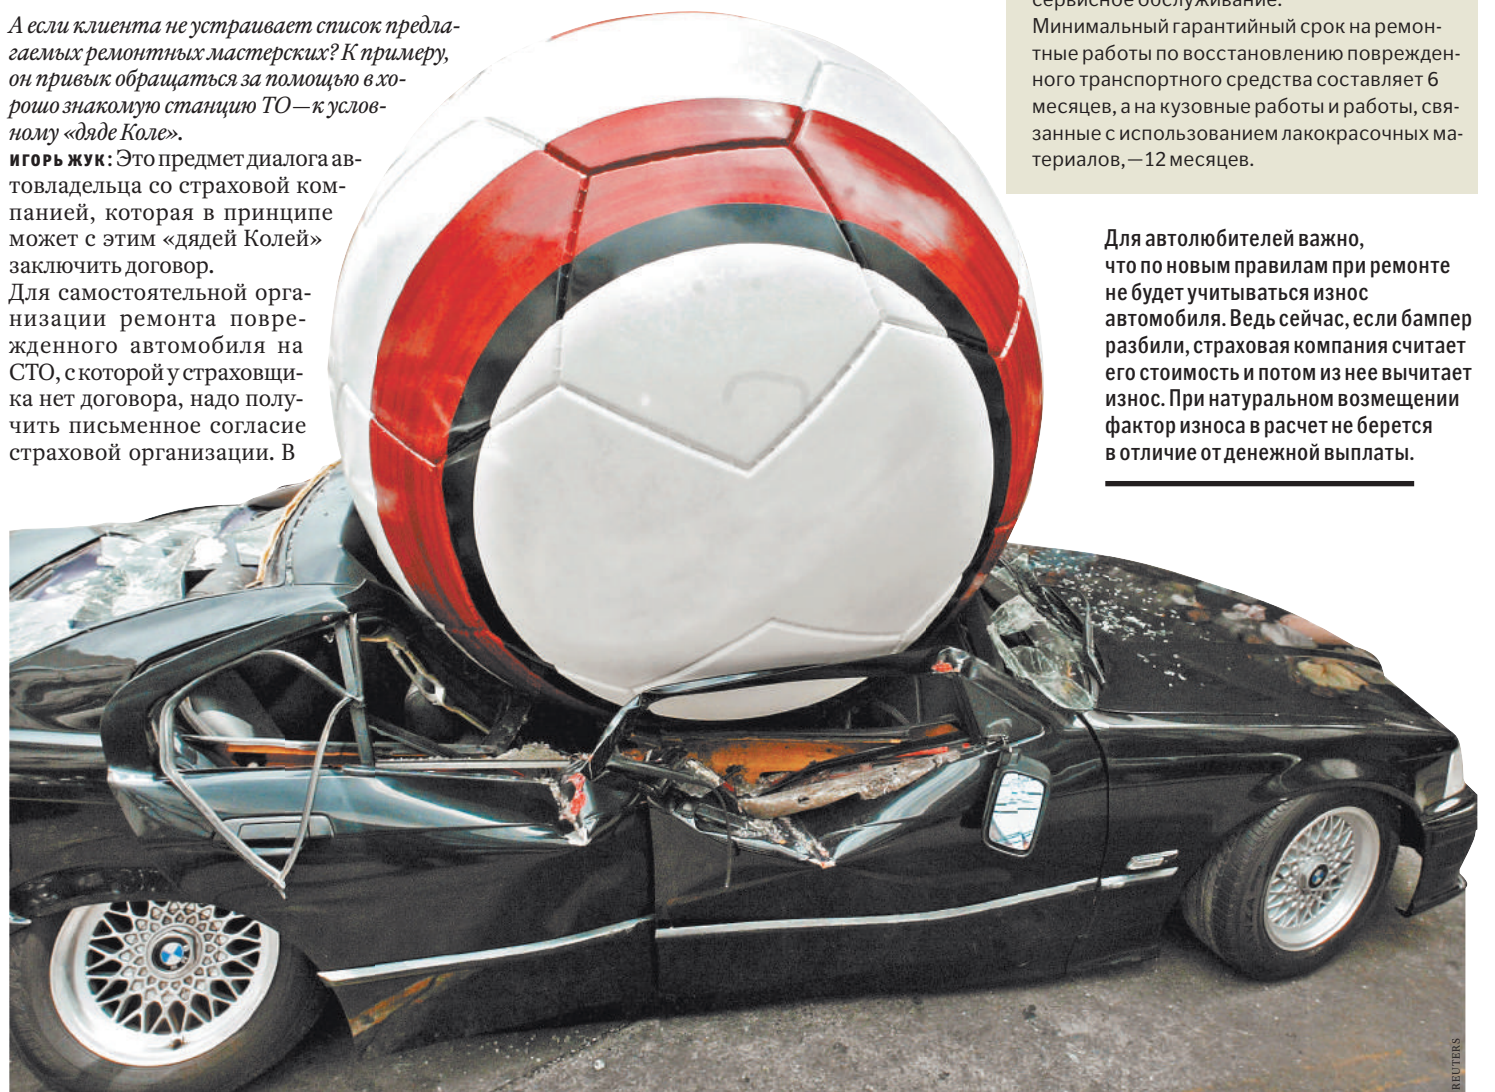 А если клиента не устраивает список предла-
гаемых ремонтных мастерских? К примеру,
он привык обращаться за помощью в хо-
рошо знакомую станцию ТО—к услов-
ному «дяде Коле».
ИГОРЬ ЖУК: Это предмет диалога ав-
товладельца со страховой ком-
панией, которая в принципе
может с этим «дядей Колей»
заключить договор.
Для самостоятельной орга-
низации ремонта повре-
жденного автомобиля на
СТО, с которой у страховщи-
ка нет договора, надо полу-
чить письменное согласие
страховой организации. В
сервисное обслуживание.
Минимальный гарантийный срок на ремон-
тные работы по восстановлению поврежден-
ного транспортного средства составляет 6
месяцев, а на кузовные работы и работы, свя-
занные с использованием лакокрасочных ма-
териалов,—12 месяцев.
Для автолюбителей важно,
что по новым правилам при ремонте
не будет учитываться износ
автомобиля. Ведь сейчас, если бампер
разбили, страховая компания считает
его стоимость и потом из нее вычитает
износ. При натуральном возмещении
фактор износа в расчет не берется
в отличие от денежной выплаты.
REUTERS